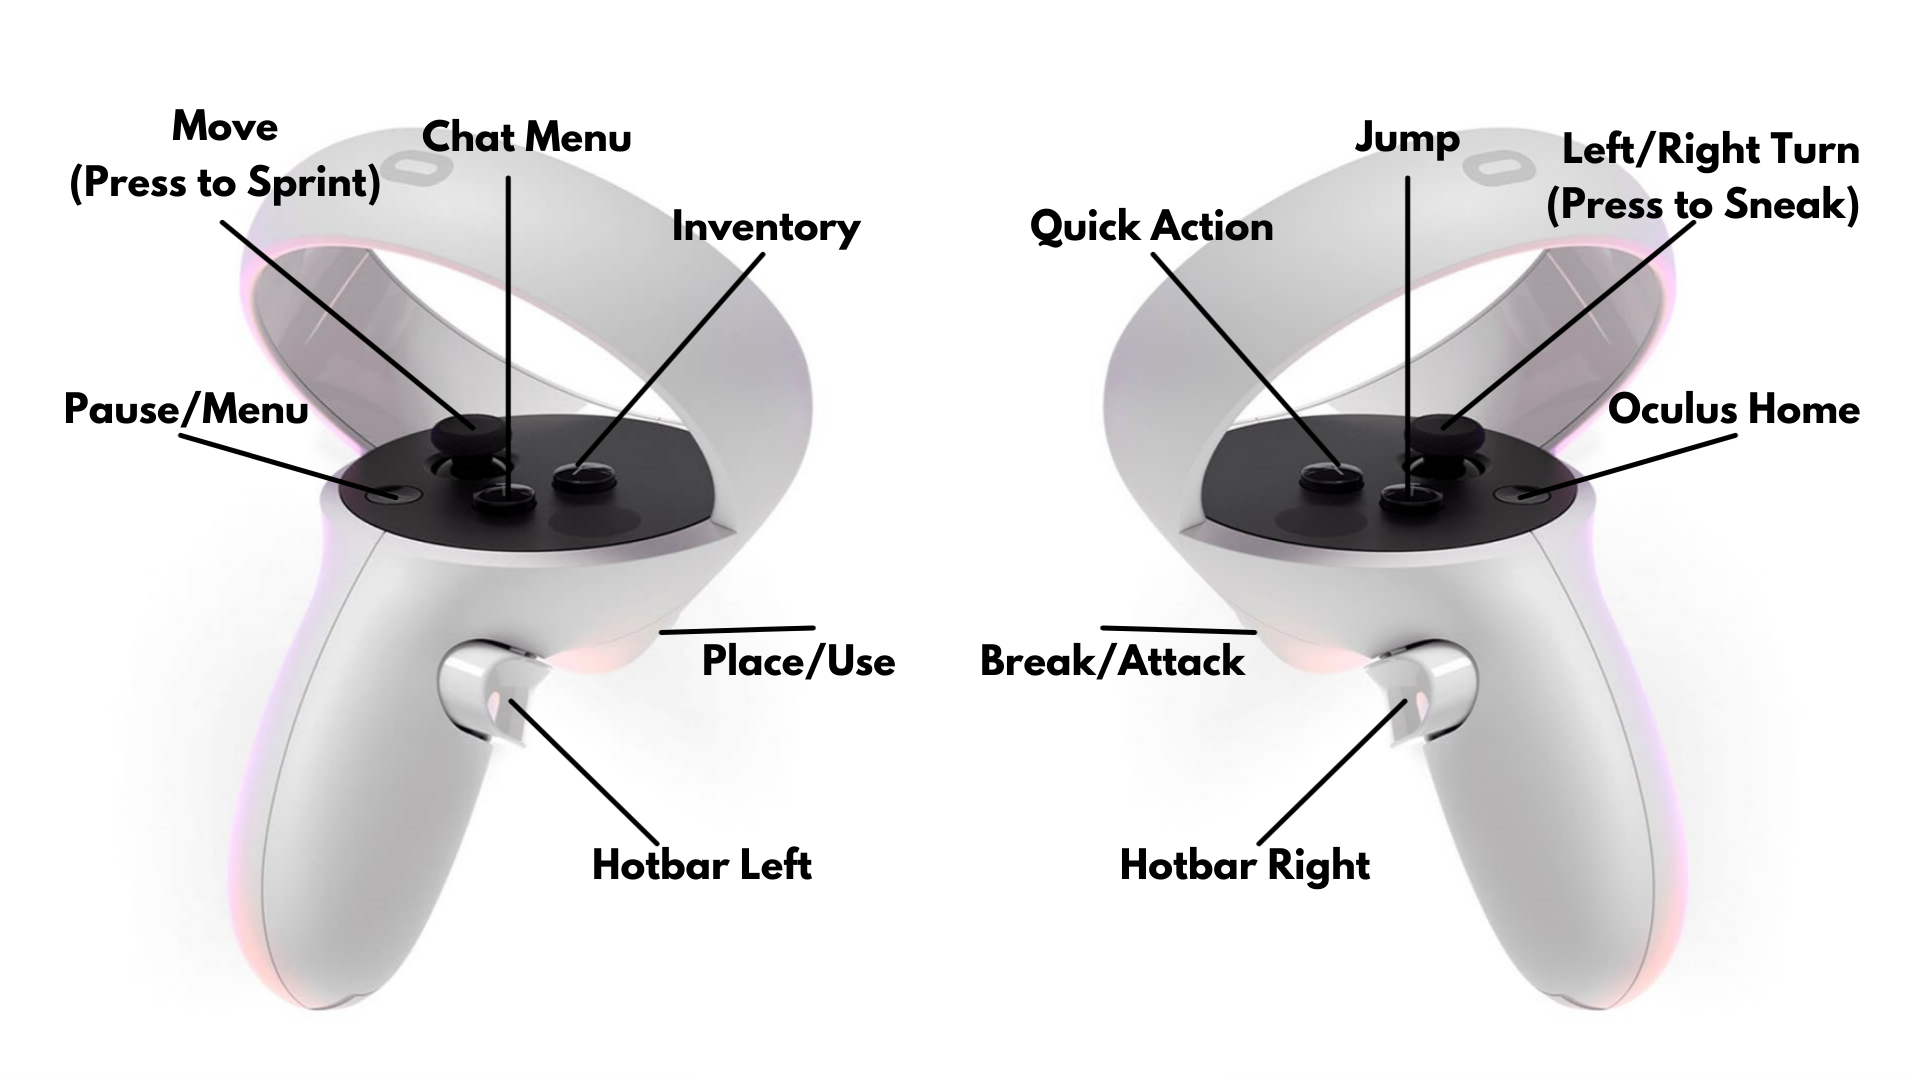 Move
(Press to Sprint)
Chat Menu
Inventory
Pause/Menu
Place/Use
Hotbar Left
Jump
Left/Right Turn
(Press to Sneak)
Quick Action
Oculus Home
Break/Attack
Hotbar Right